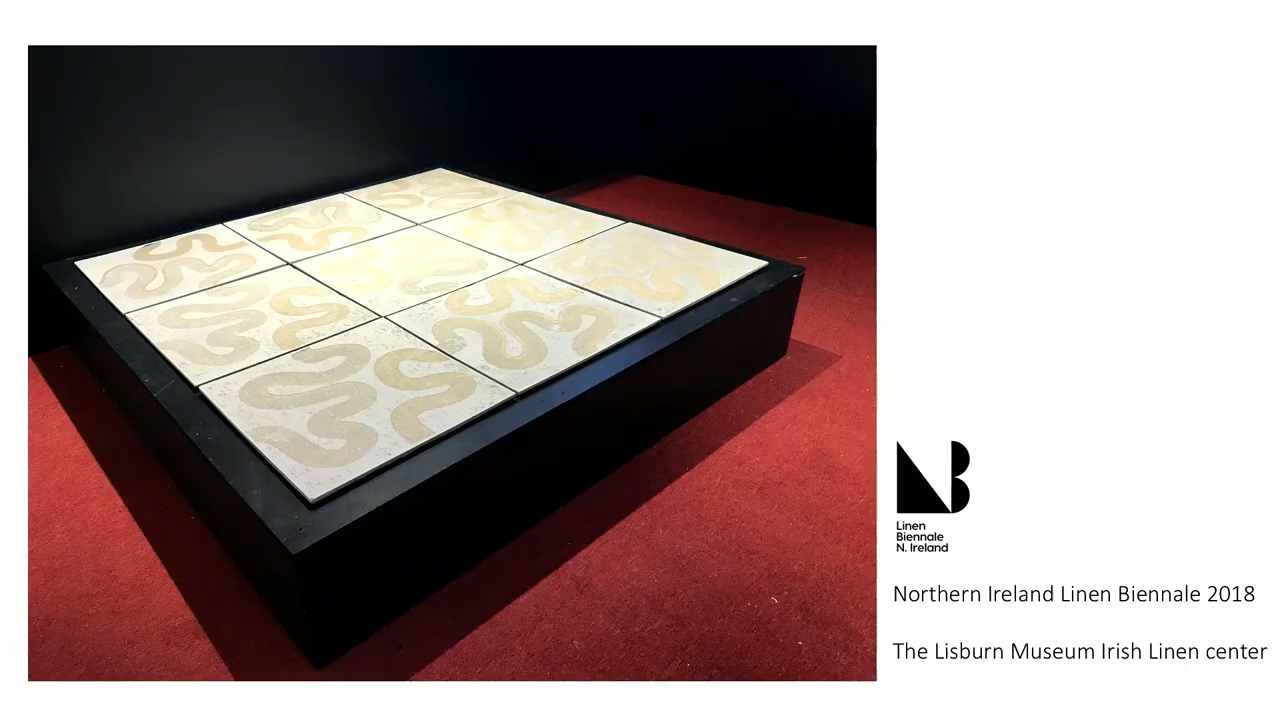 Linen
Biennale
N. Ireland
Northern Ireland Linen Biennale 2018
The Lisburn Museum Irish Linen center